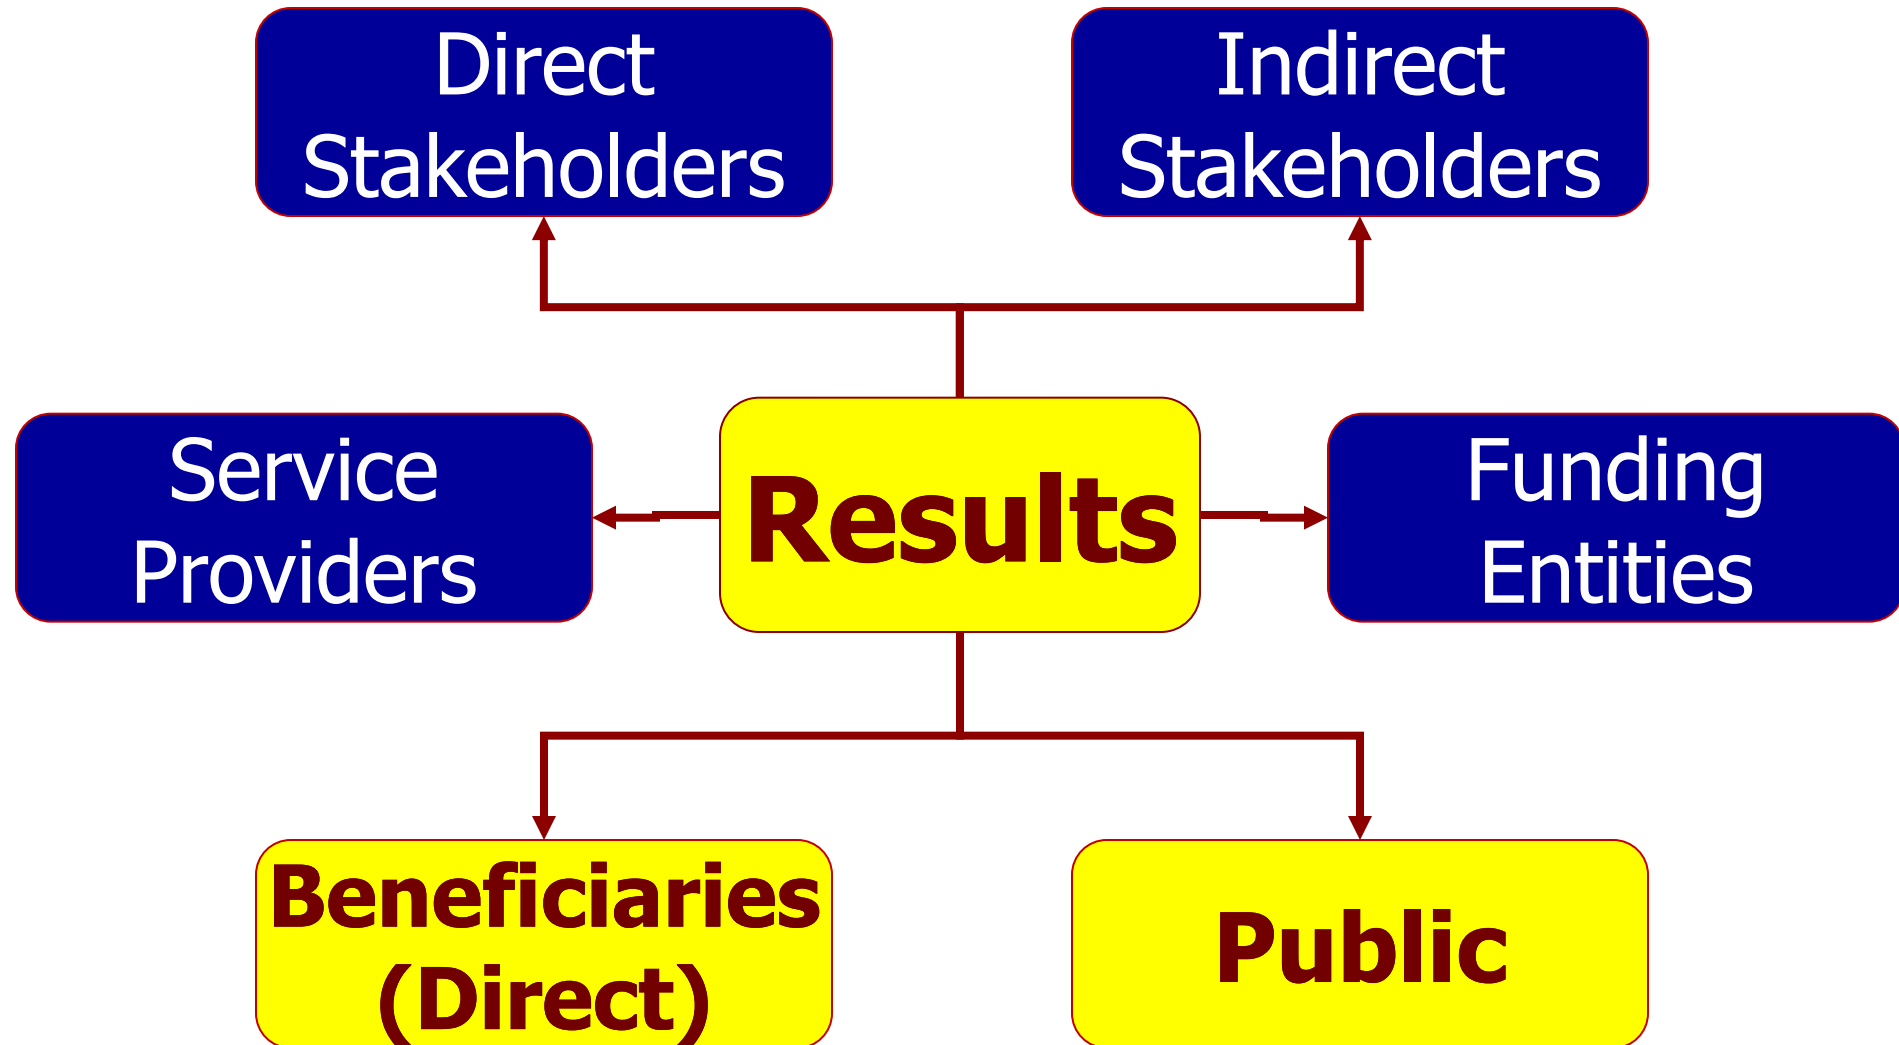 Direct
Stakeholders
Indirect
Stakeholders
Service
Providers
Results
Funding
Entities
Beneficiaries
(Direct)
Public